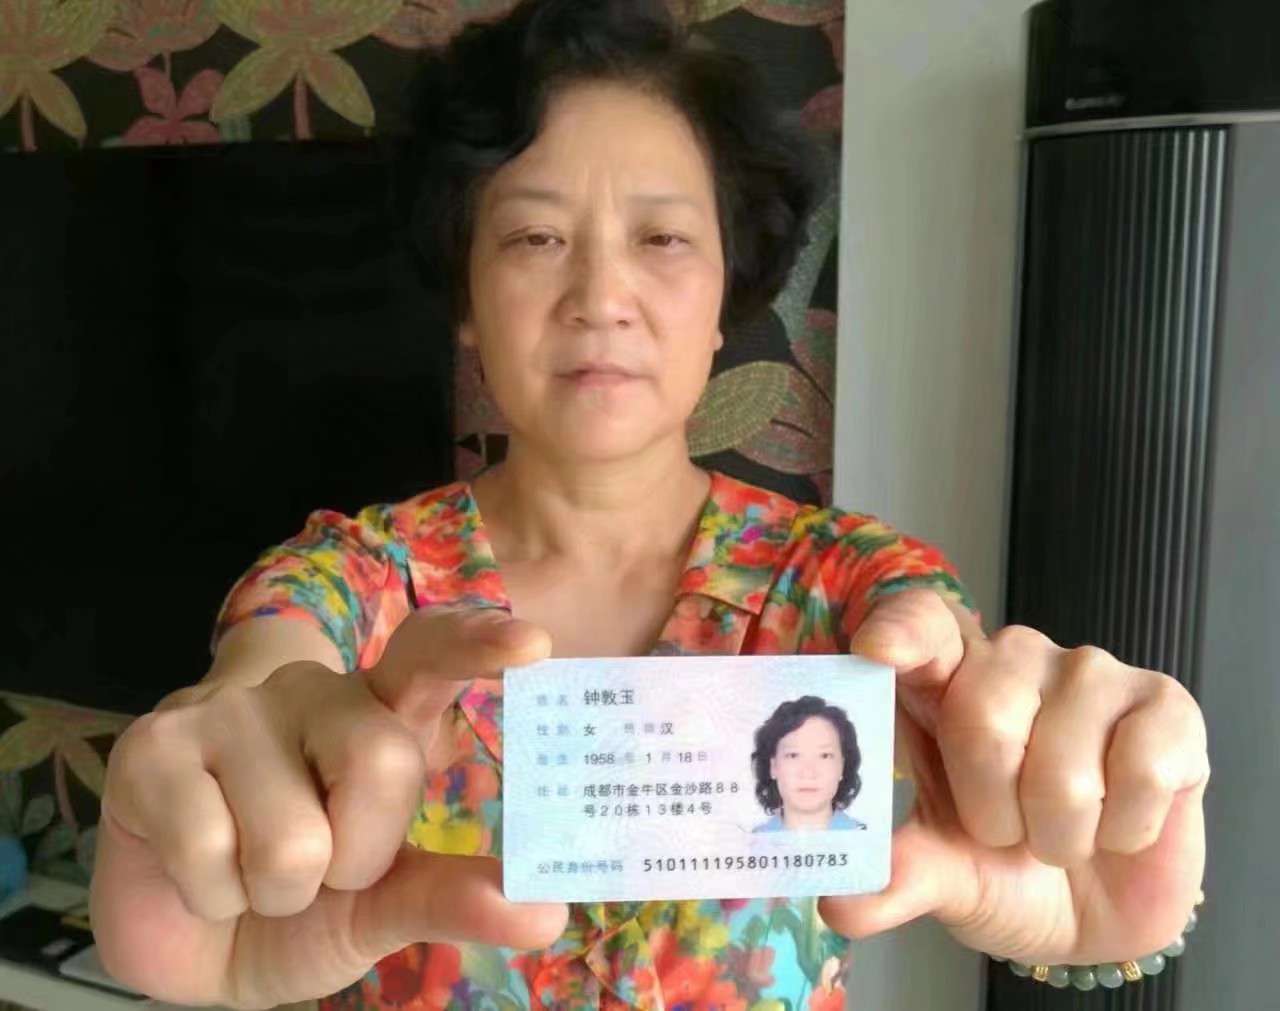 姓名 钟敦玉
性别 女 民族 汉
出生 1958 年 1 月 18 日
住址 成都市金牛区金沙路88
号20栋13楼4号
公民身份号码 510111195801180783